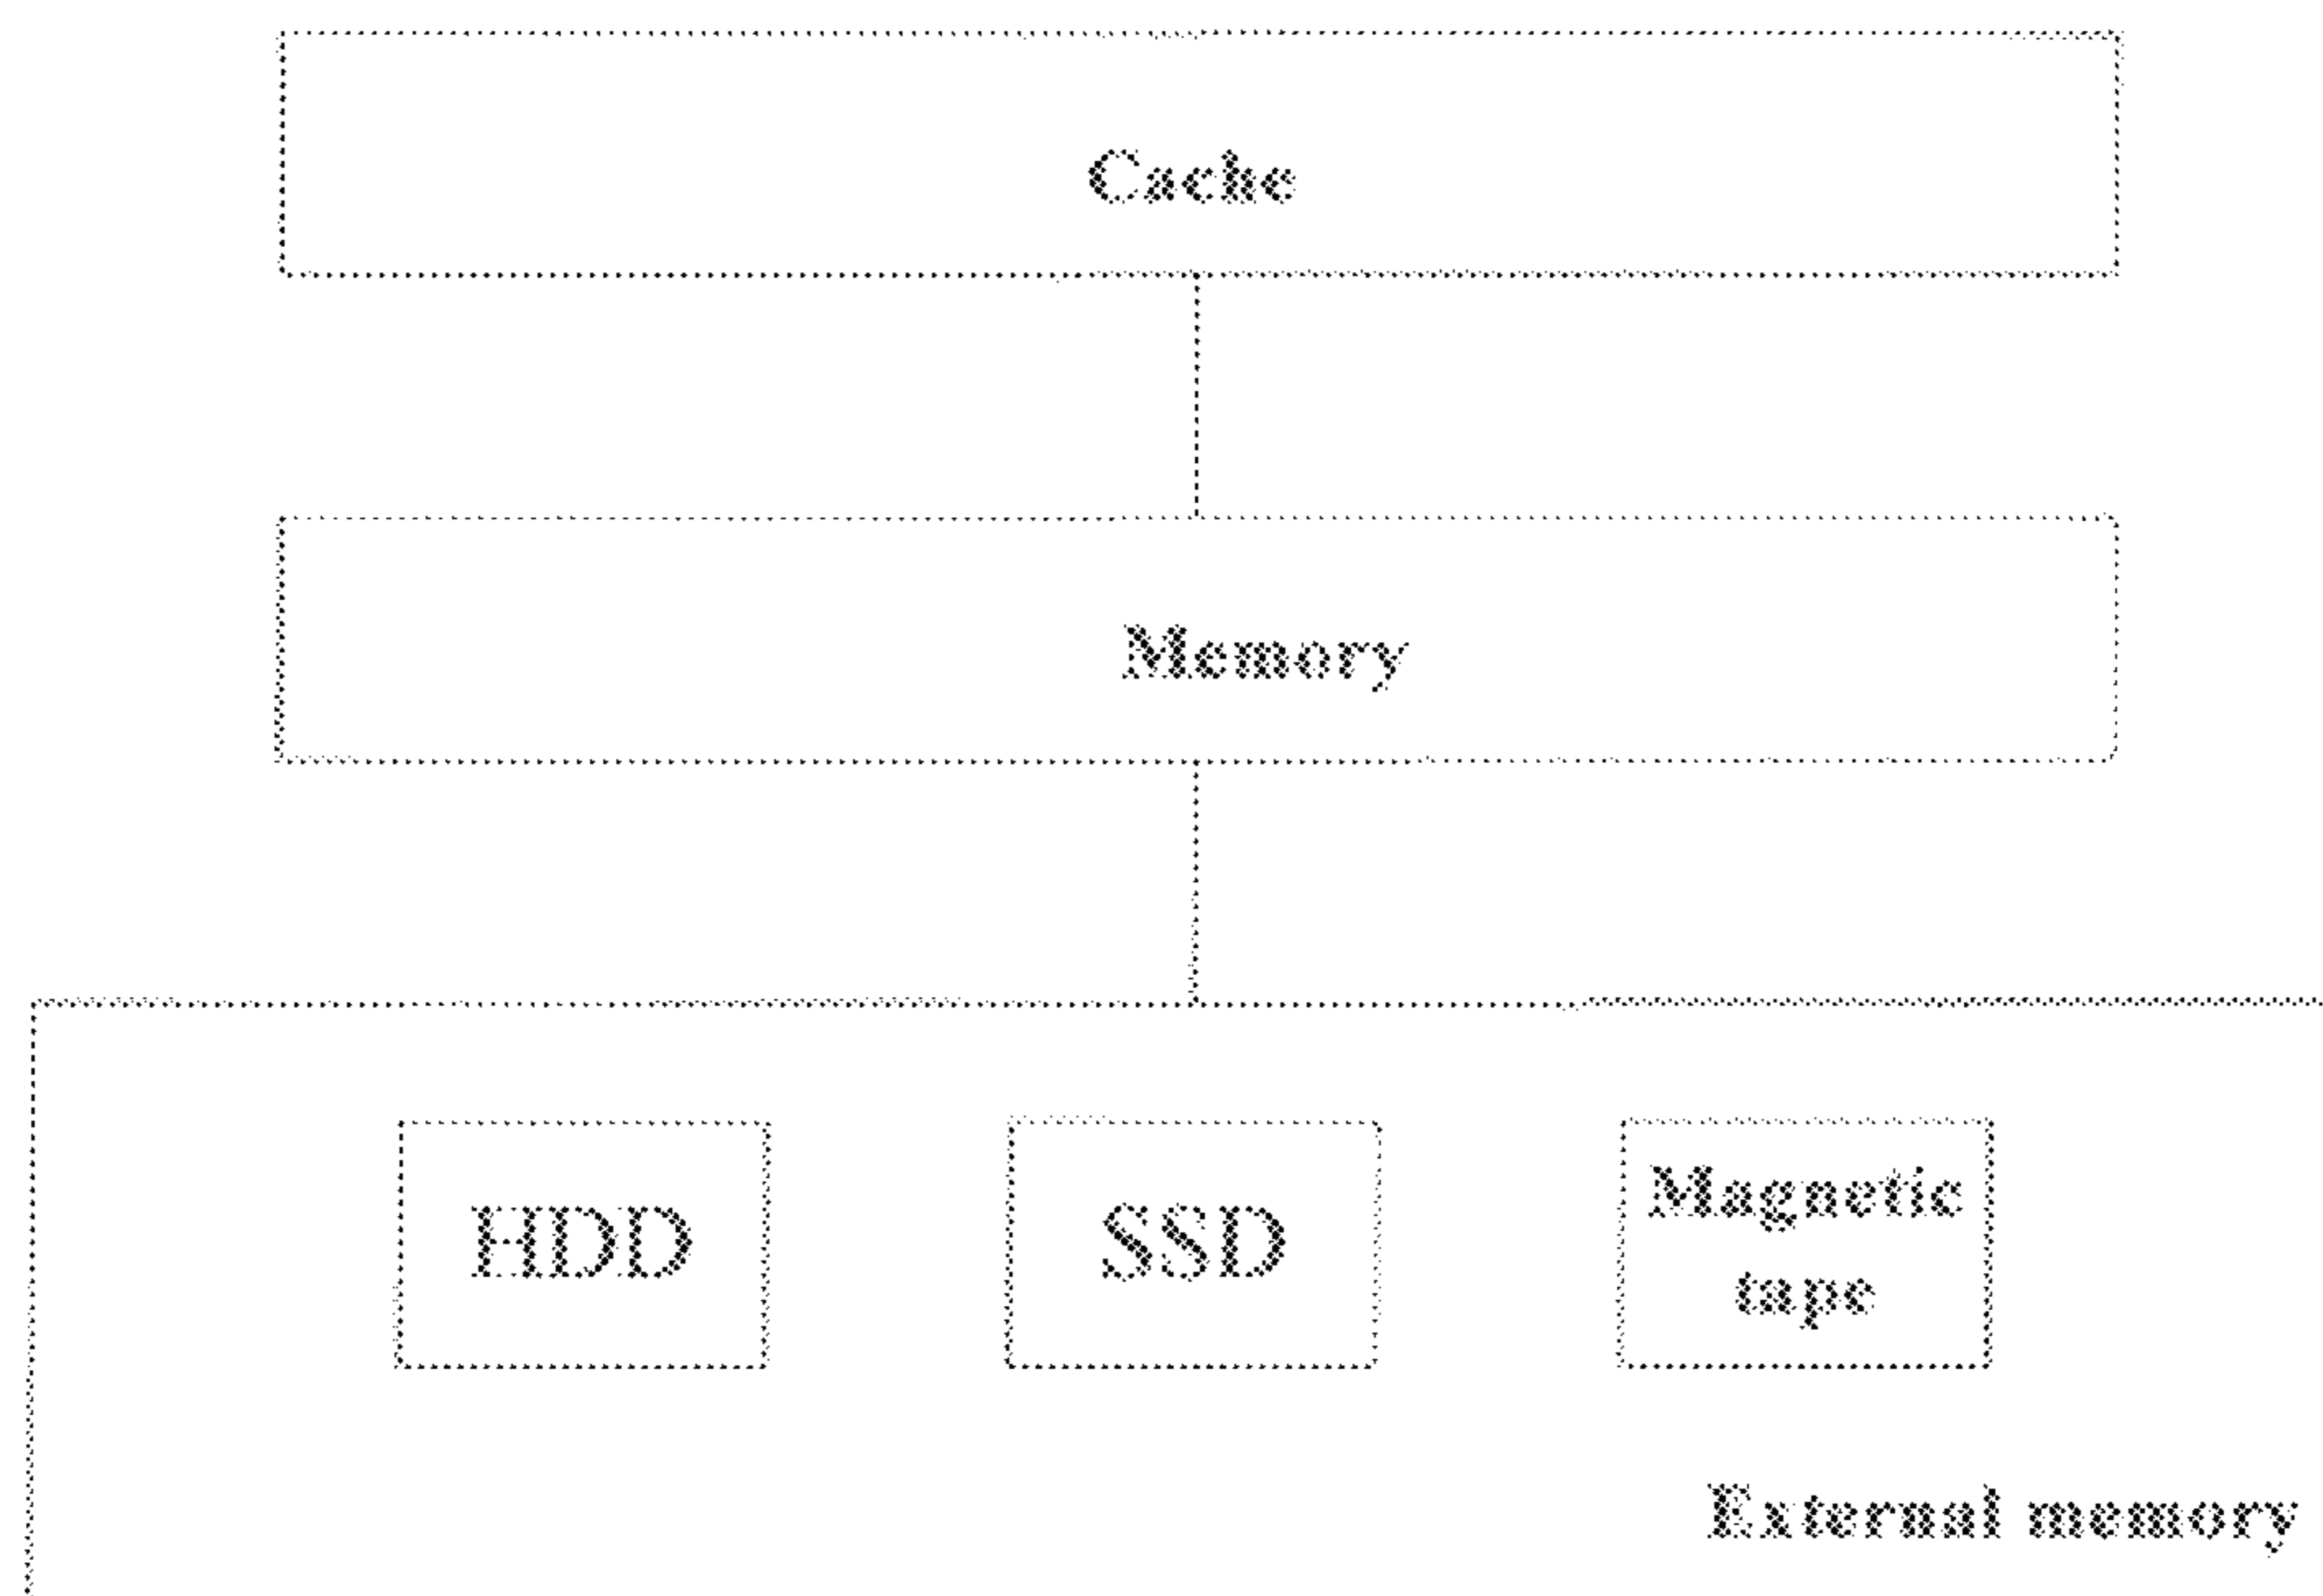 Cache
Memory
HDD
SSD
Magnetic
tape
External memory